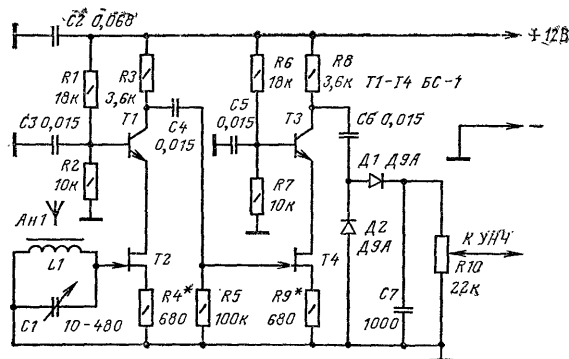 C2 0,068
+12В
R1
18к
R3
3,6к
R6
18к
R8
3,6к
Т1-Т4 БС-1
C3 0,015
T1
C4
0,015
C5
0,015
T3
C6 0,015
–
R2
10к
R7
10к
Д1 Д9А
Ан1
Д2
Д9А
К УНЧ
L1
T2
T4
R10
22к
C1
10-480
R4*
680
R5
100к
R9*
680
C7
1000